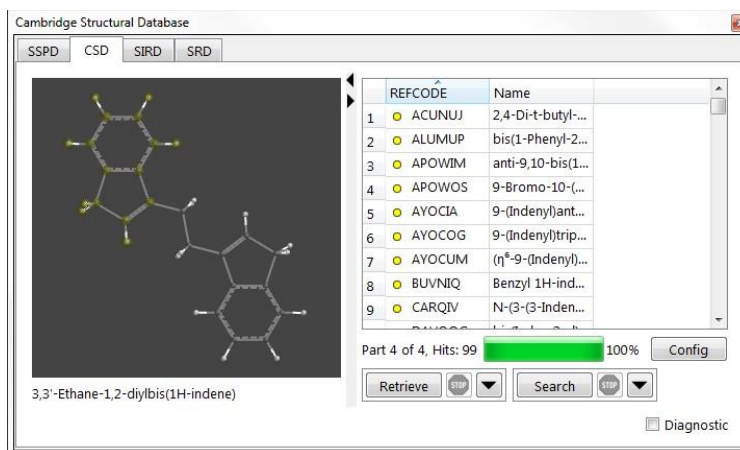 Cambridge Structural Database
SSPD CSD SIRD SRD
REFCODE Name
1 ACUNUJ 2,4-Di-t-butyl-...
2 ALUMUP bis(1-Phenyl-2...
3 APOWIM anti-9,10-bis(1...
4 APOWOS 9-Bromo-10-(...
5 AYOCIA 9-(Indenyl)ant...
6 AYOCOG 9-(Indenyl)trip...
7 AYOCUM (η⁶-9-(Indenyl)...
8 BUVNIQ Benzyl 1H-ind...
9 CARQIV N-(3-(3-Inden...
Part 4 of 4, Hits: 99 100% Config
Retrieve STOP Search STOP
3,3'-Ethane-1,2-diylbis(1H-indene)
Diagnostic